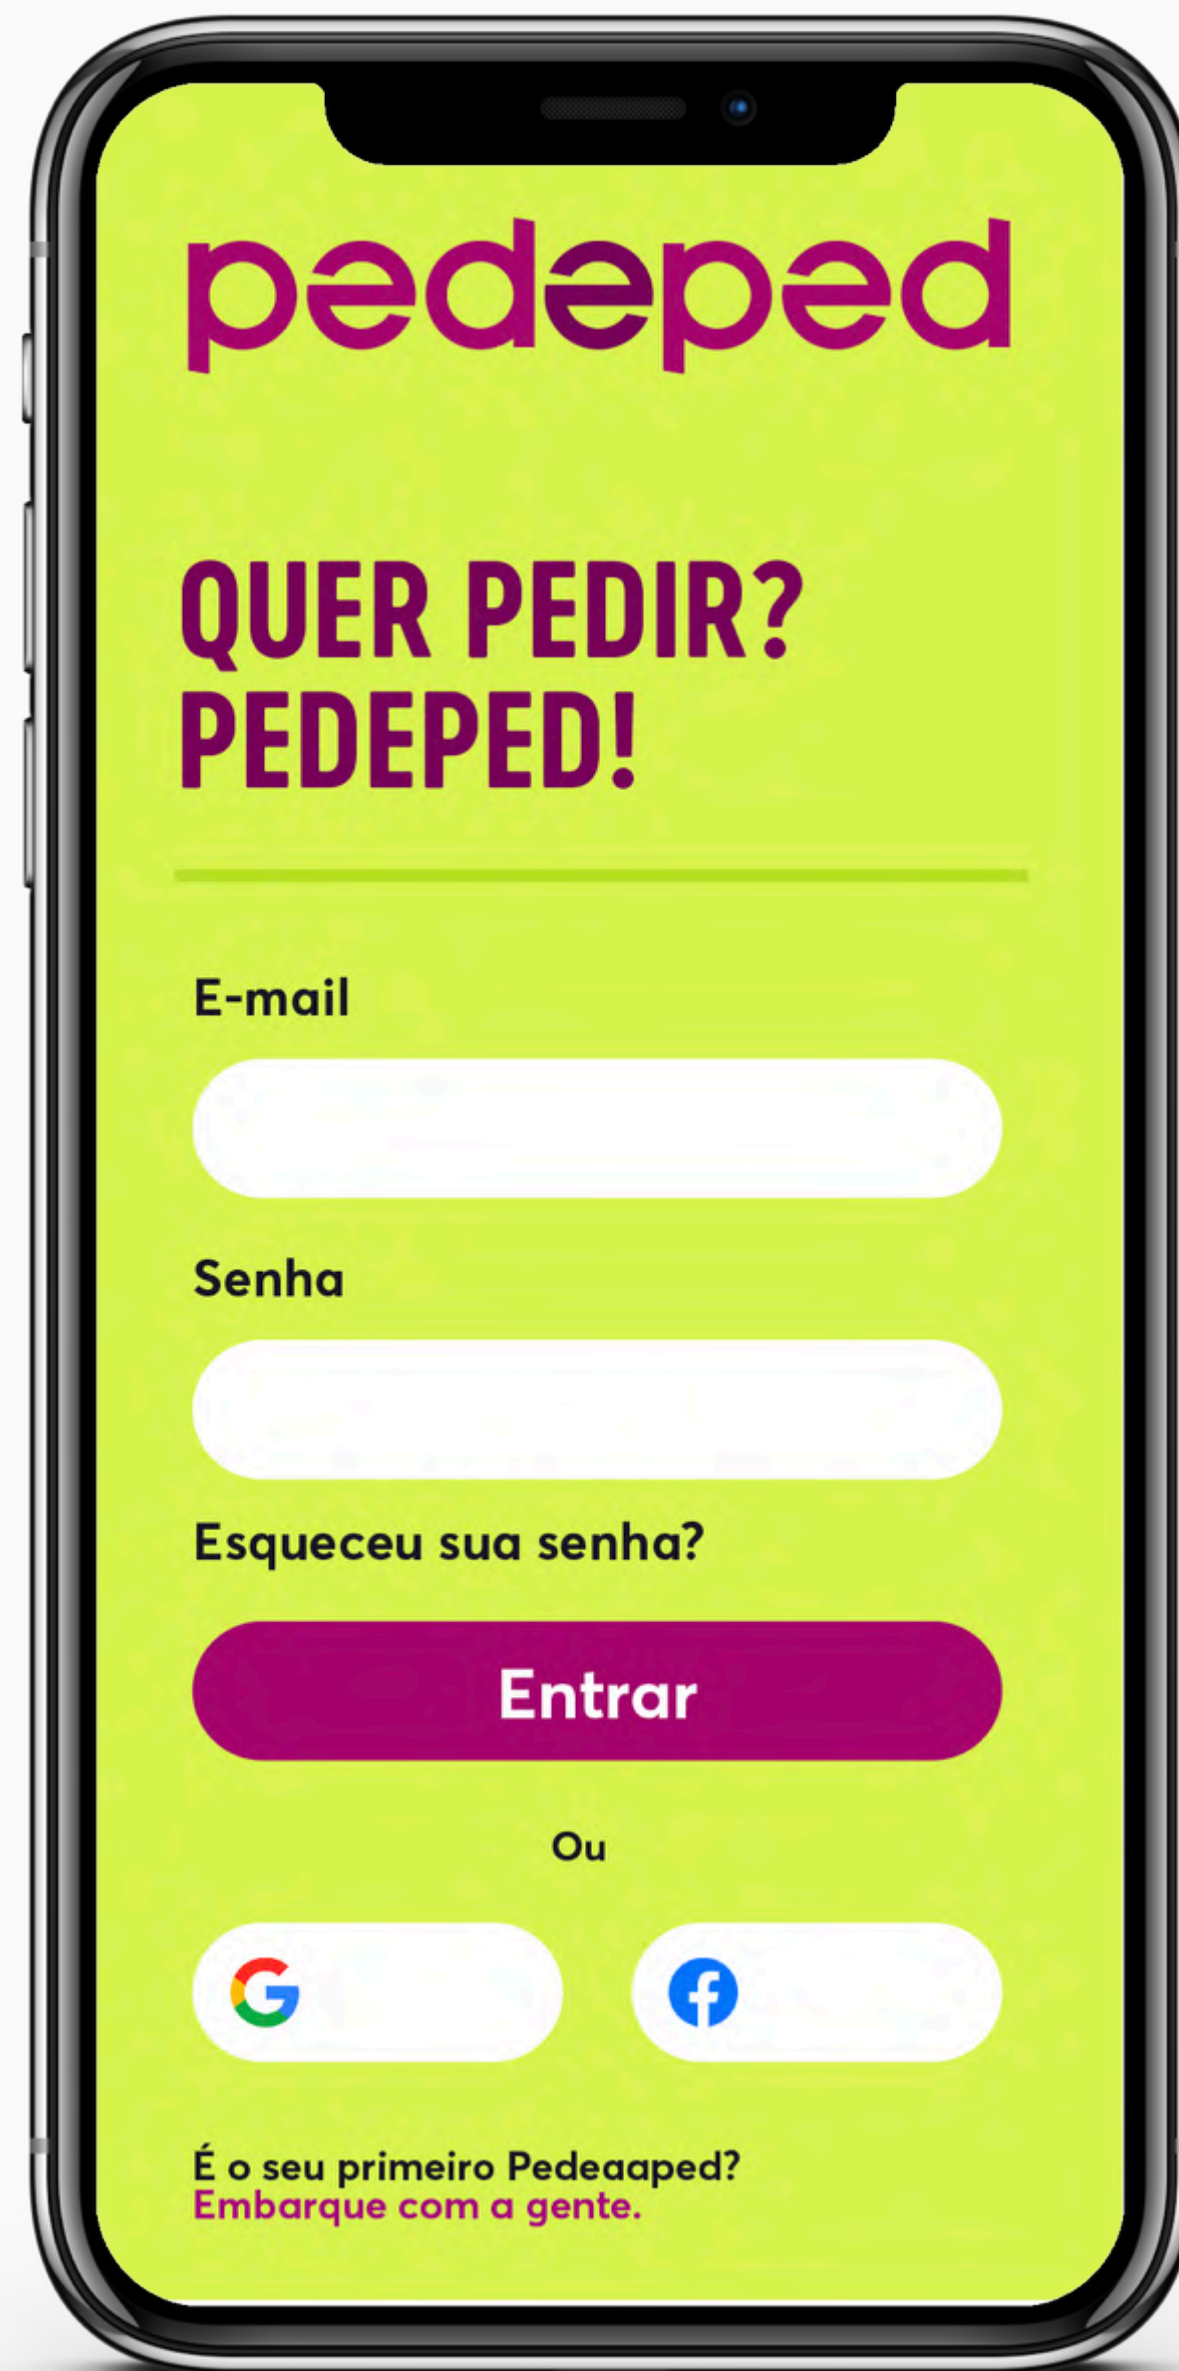 pedeped
QUER PEDIR?
PEDEPED!
E-mail
Senha
Esqueceu sua senha?
Entrar
Ou
É o seu primeiro Pedeaaped?
Embarque com a gente.